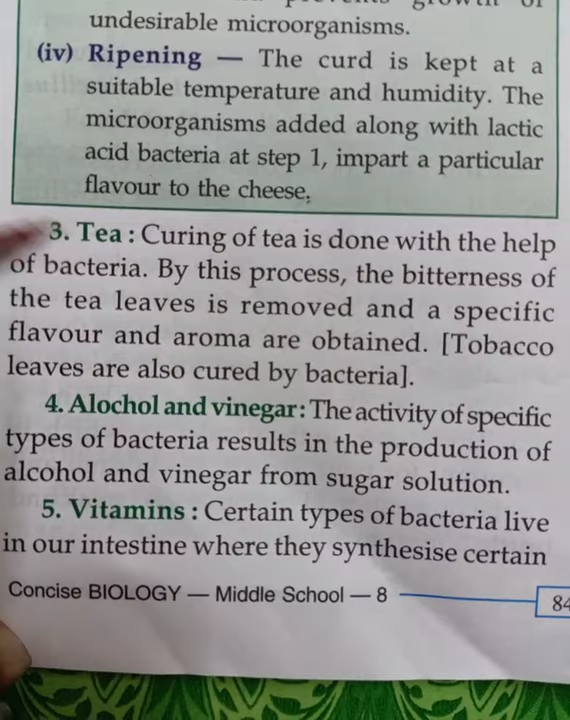 undesirable microorganisms.
(iv) Ripening — The curd is kept at a
suitable temperature and humidity. The
microorganisms added along with lactic
acid bacteria at step 1, impart a particular
flavour to the cheese.
3. Tea : Curing of tea is done with the help
of bacteria. By this process, the bitterness of
the tea leaves is removed and a specific
flavour and aroma are obtained. [Tobacco
leaves are also cured by bacteria].
4. Alochol and vinegar : The activity of specific
types of bacteria results in the production of
alcohol and vinegar from sugar solution.
5. Vitamins : Certain types of bacteria live
in our intestine where they synthesise certain
Concise BIOLOGY — Middle School — 8
84